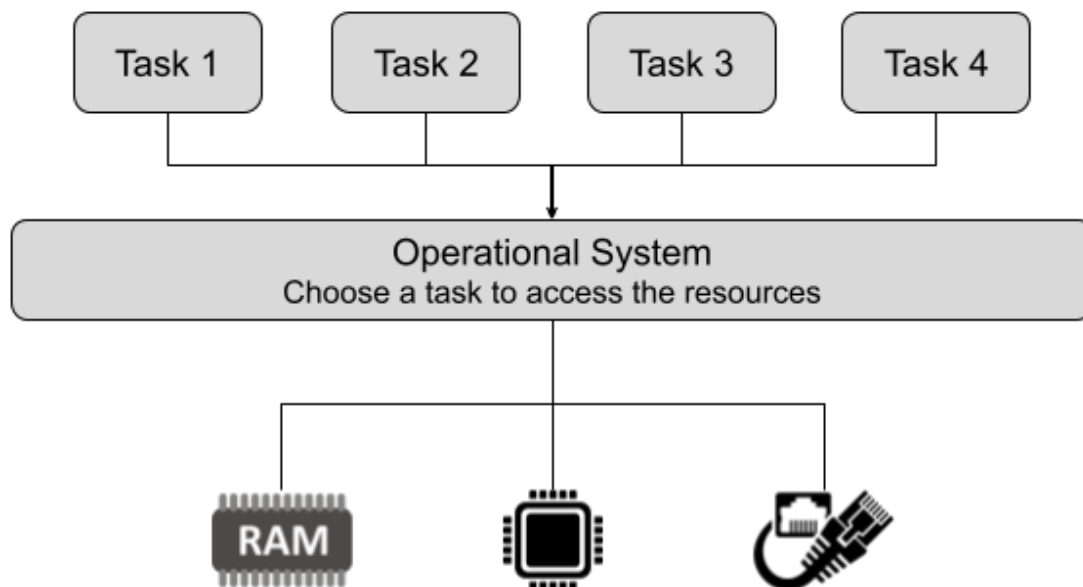 Task 1
Task 2
Task 3
Task 4
Operational System
Choose a task to access the resources
RAM